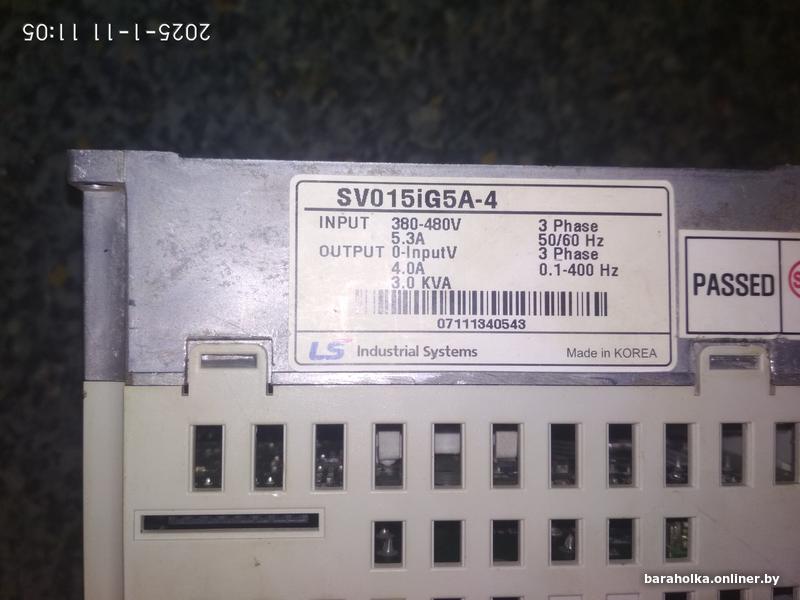 2025-1-11 11:05
SV015iG5A-4
INPUT 380-480V 3 Phase
5.3A 50/60 Hz
OUTPUT 0-InputV 3 Phase
4.0A 0.1-400 Hz
3.0 KVA
07111340543
LS Industrial Systems Made in KOREA
PASSED
baraholka.onliner.by